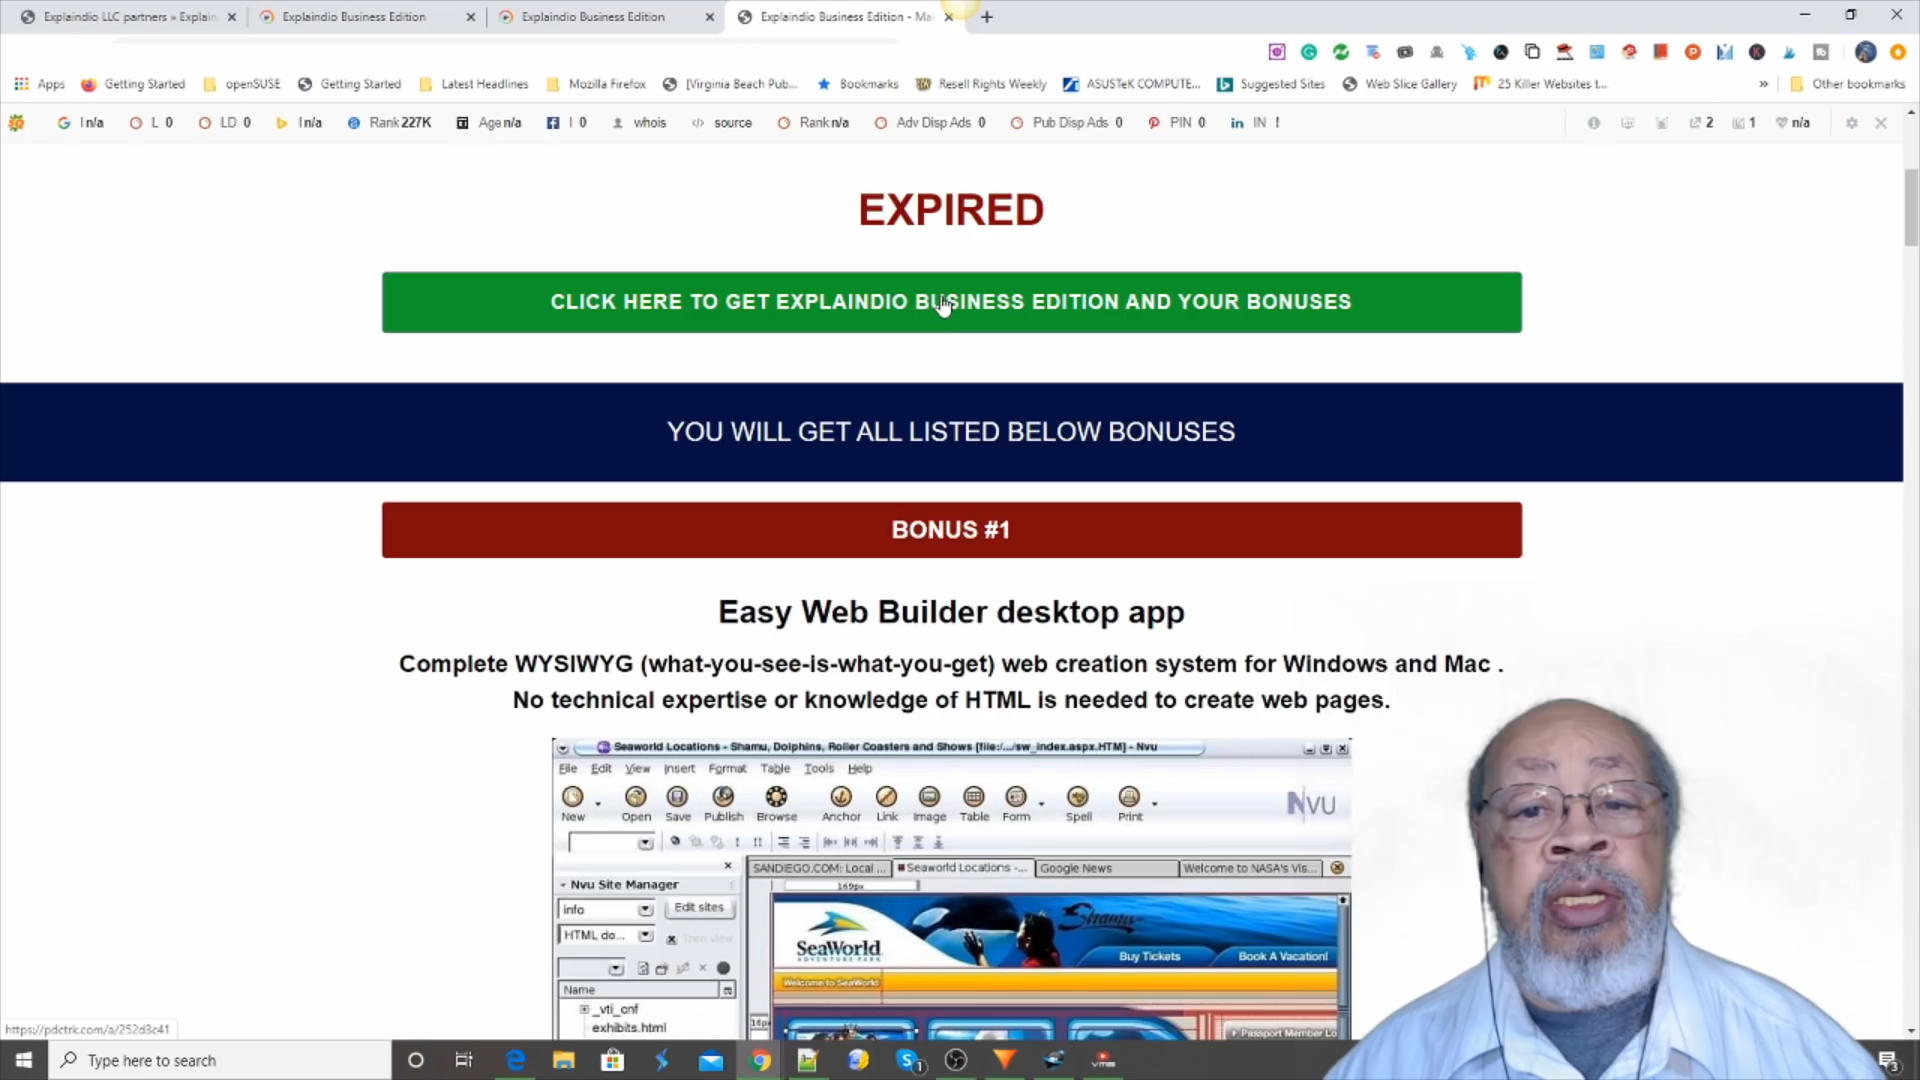 Explaindio LLC partners » Explain
Explaindio Business Edition
Explaindio Business Edition
Explaindio Business Edition - Mai
Apps
Getting Started
openSUSE
Getting Started
Latest Headlines
Mozilla Firefox
[Virginia Beach Pub...
Bookmarks
Resell Rights Weekly
ASUSTeK COMPUTE...
Suggested Sites
Web Slice Gallery
25 Killer Websites t...
»
Other bookmarks
I n/a
L 0
LD 0
I n/a
Rank 227K
Age n/a
I 0
whois
source
Rank n/a
Adv Disp Ads 0
Pub Disp Ads 0
PIN 0
IN !
2
1
n/a
EXPIRED
CLICK HERE TO GET EXPLAINDIO BUSINESS EDITION AND YOUR BONUSES
YOU WILL GET ALL LISTED BELOW BONUSES
BONUS #1
Easy Web Builder desktop app
Complete WYSIWYG (what-you-see-is-what-you-get) web creation system for Windows and Mac .
No technical expertise or knowledge of HTML is needed to create web pages.
Seaworld Locations - Shamu, Dolphins, Roller Coasters and Shows [file:/.../sw_index.aspx.HTM] - Nvu
File Edit View Insert Format Table Tools Help
New Open Save Publish Browse Anchor Link Image Table Form Spell Print
NVU
SANDIEGO.COM: Local ...
Seaworld Locations -...
Google News
Welcome to NASA's Vis...
169px
Nvu Site Manager
info
Edit sites
HTML do...
Tree view
Name
_vti_cnf
exhibits.html
Shamu
SeaWorld
ADVENTURE PARK
Buy Tickets
Book A Vacation!
Welcome to SeaWorld
16px
Passport Member Lo
https://pdctrk.com/a/252d3c41
Type here to search
1
3